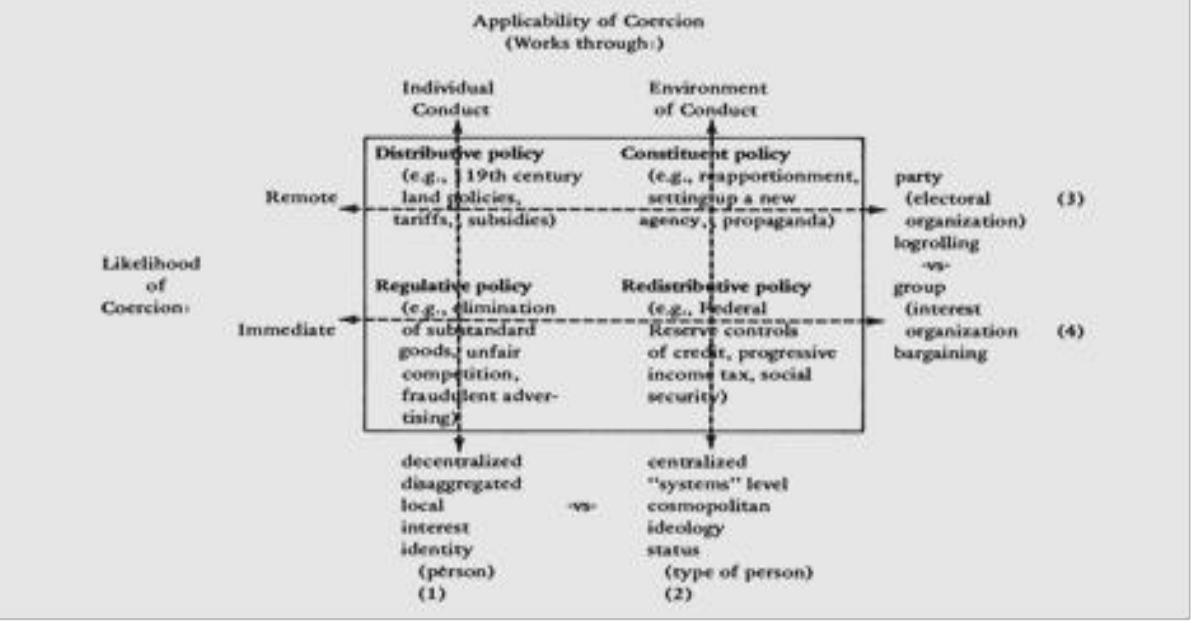 Applicability of Coercion
(Works through:)
Individual
Conduct
Environment
of Conduct
Distributive policy
(e.g., 19th century
land policies,
tariffs, subsidies)
Constituent policy
(e.g., reapportionment,
setting up a new
agency, propaganda)
Remote
party
(electoral
organization)
logrolling
(3)
-vs-
Likelihood
of
Coercion:
Regulative policy
(e.g., elimination
of substandard
goods, unfair
competition,
fraudulent adver-
tising)
Redistributive policy
(e.g., Federal
Reserve controls
of credit, progressive
income tax, social
security)
Immediate
group
(interest
organization
bargaining
(4)
decentralized
disaggregated
local
interest
identity
(person)
(1)
-vs-
centralized
"systems" level
cosmopolitan
ideology
status
(type of person)
(2)